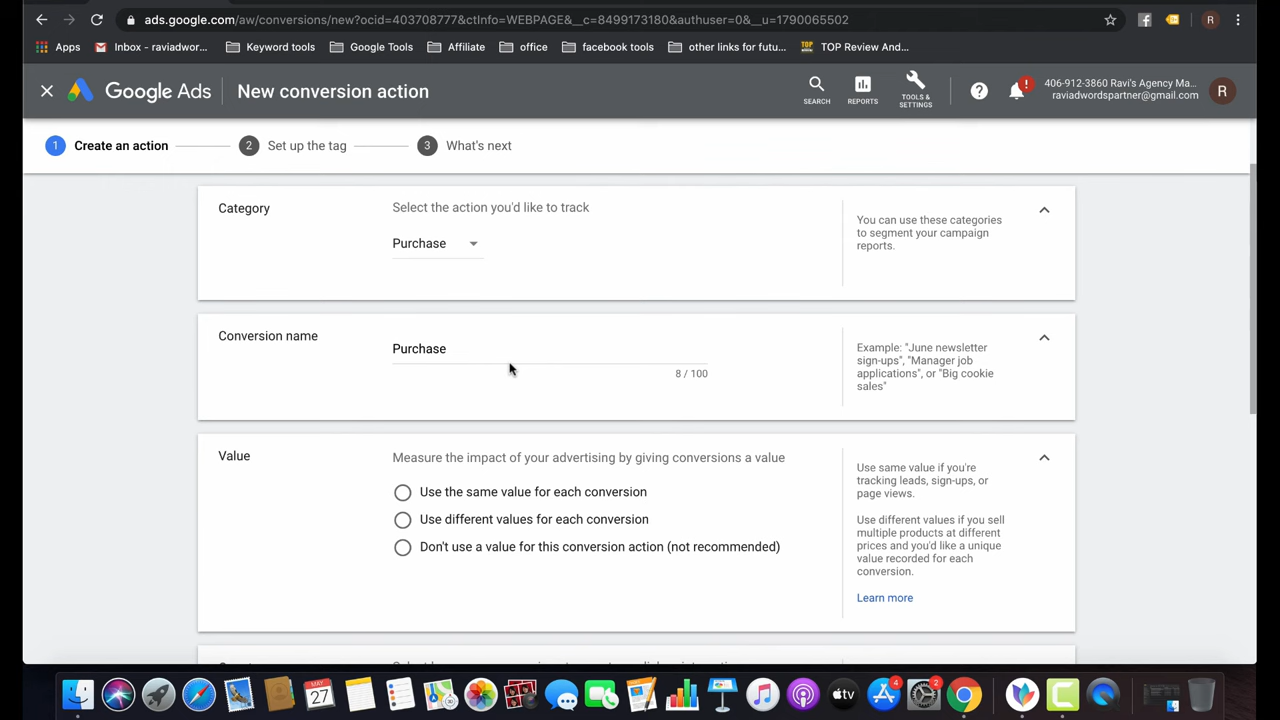 ads.google.com/aw/conversions/new?ocid=403708777&ctInfo=WEBPAGE&__c=8499173180&authuser=0&__u=1790065502
R
Apps
Inbox - raviadwor...
Keyword tools
Google Tools
Affiliate
office
facebook tools
other links for futu...
TOP Review And...
Google Ads
New conversion action
SEARCH
REPORTS
TOOLS &
SETTINGS
406-912-3860 Ravi's Agency Ma...
raviadwordspartner@gmail.com
R
1 Create an action
2 Set up the tag
3 What's next
Category
Select the action you'd like to track
Purchase
You can use these categories
to segment your campaign
reports.
Conversion name
Purchase
8 / 100
Example: "June newsletter
sign-ups", "Manager job
applications", or "Big cookie
sales"
Value
Measure the impact of your advertising by giving conversions a value
Use the same value for each conversion
Use different values for each conversion
Don't use a value for this conversion action (not recommended)
Use same value if you're
tracking leads, sign-ups, or
page views.
Use different values if you sell
multiple products at different
prices and you'd like a unique
value recorded for each
conversion.
Learn more
MAY
27
tv
4
2